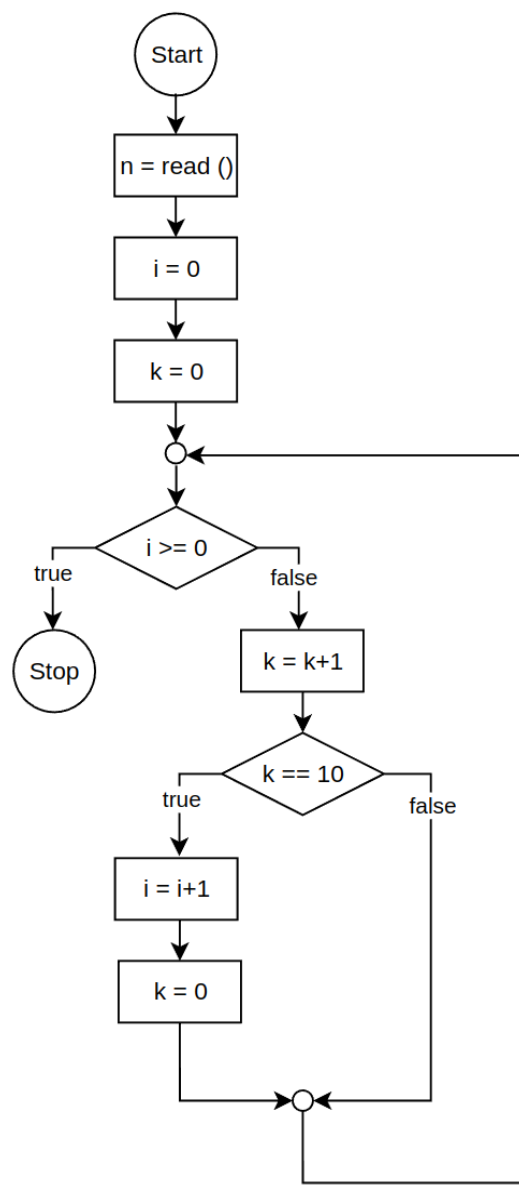 Start
n = read ()
i = 0
k = 0
i >= 0
true
false
Stop
k = k+1
k == 10
true
false
i = i+1
k = 0